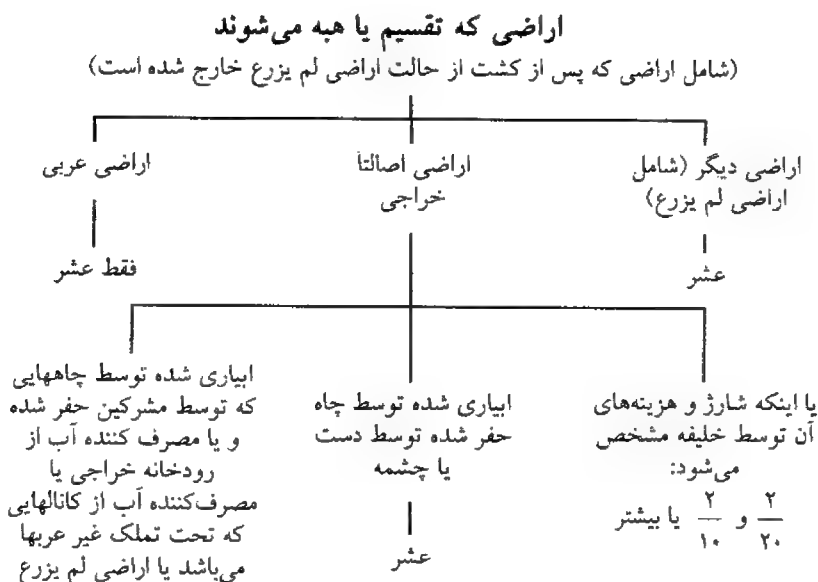 اراضی که تقسیم یا هبه می‌شوند
(شامل اراضی که پس از کشت از حالت اراضی لم یزرع خارج شده است)
اراضی دیگر (شامل
اراضی لم یزرع)
عشر
اراضی اصالتاً
خراجی
اراضی عربی
فقط عشر
یا اینکه شارژ و هزینه‌های
آن توسط خلیفه مشخص
می‌شود:
۲/۲۰ و ۲/۱۰ یا بیشتر
ابیاری شده توسط چاه
حفر شده توسط دست
یا چشمه
عشر
ابیاری شده توسط چاههایی
که توسط مشرکین حفر شده
و یا مصرف کننده آب از
رودخانه خراجی یا
مصرف‌کننده آب از کانالهایی
که تحت تملک غیر عربها
می‌باشد یا اراضی لم یزرع